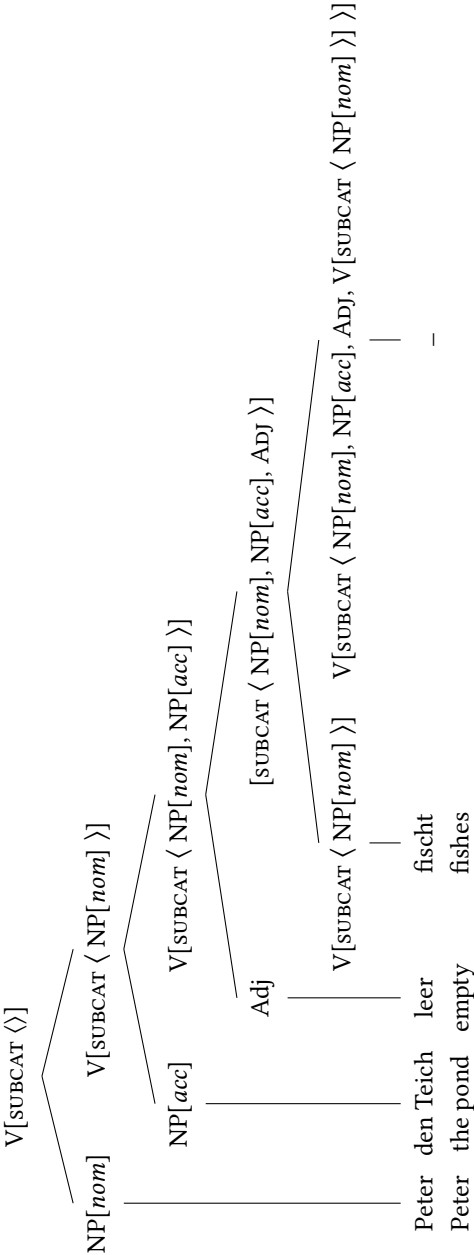 V[SUBCAT ⟨⟩]
NP[nom] V[SUBCAT ⟨ NP[nom] ⟩]
NP[acc] V[SUBCAT ⟨ NP[nom], NP[acc] ⟩]
Adj [SUBCAT ⟨ NP[nom], NP[acc], ADJ ⟩]
V[SUBCAT ⟨ NP[nom] ⟩] V[SUBCAT ⟨ NP[nom], NP[acc], ADJ, V[SUBCAT ⟨ NP[nom] ⟩] ⟩]
Peter den Teich leer fischt –
Peter the pond empty fishes